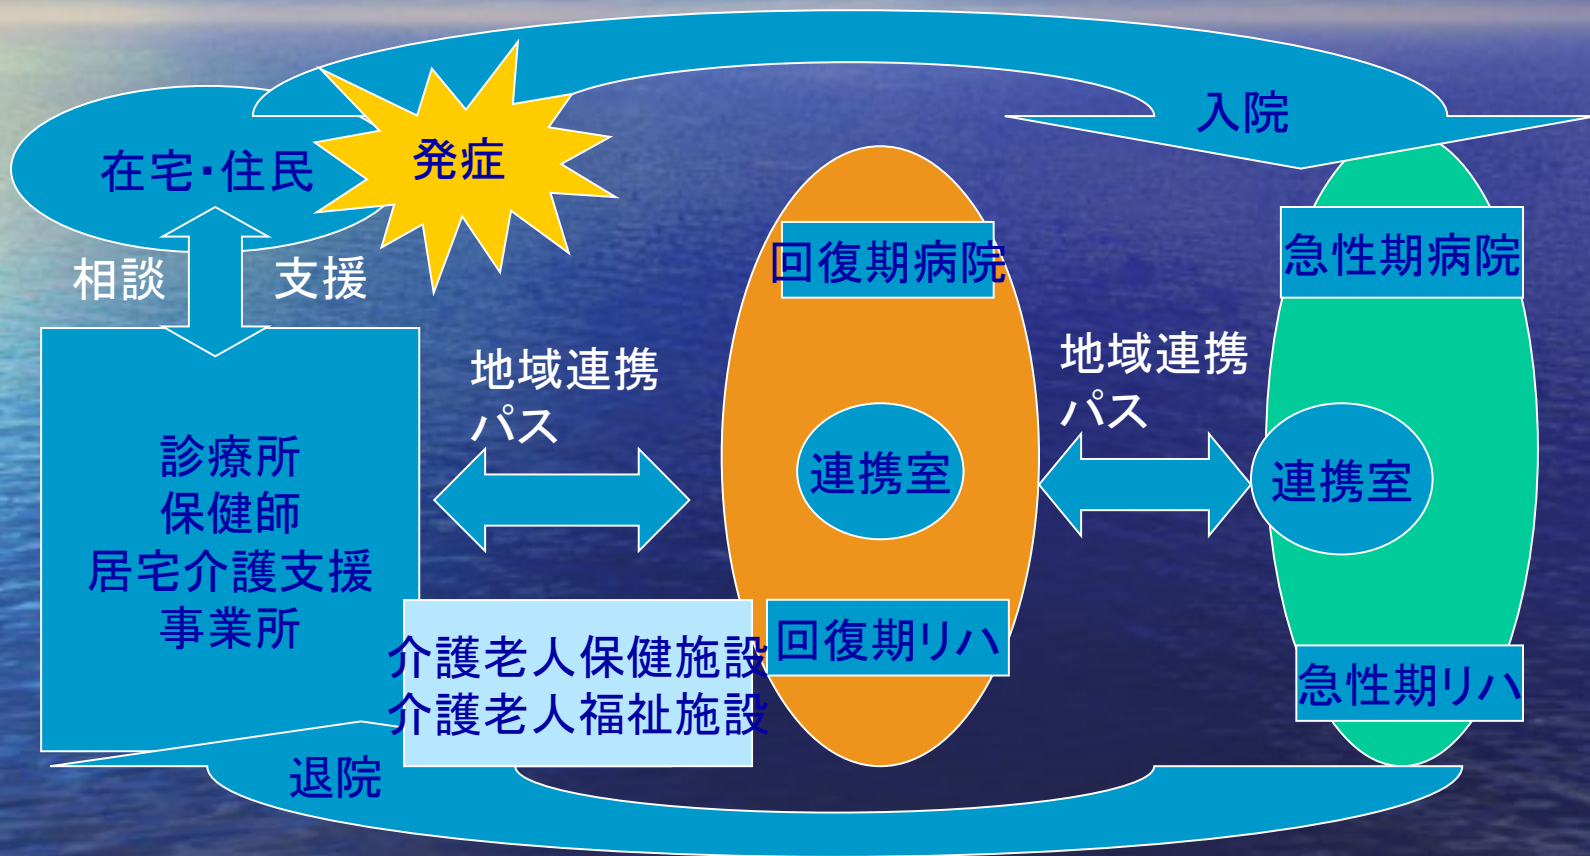 入院
発症
在宅・住民
回復期病院
急性期病院
相談
支援
地域連携
パス
地域連携
パス
診療所
保健師
居宅介護支援
事業所
連携室
連携室
介護老人保健施設
介護老人福祉施設
回復期リハ
急性期リハ
退院